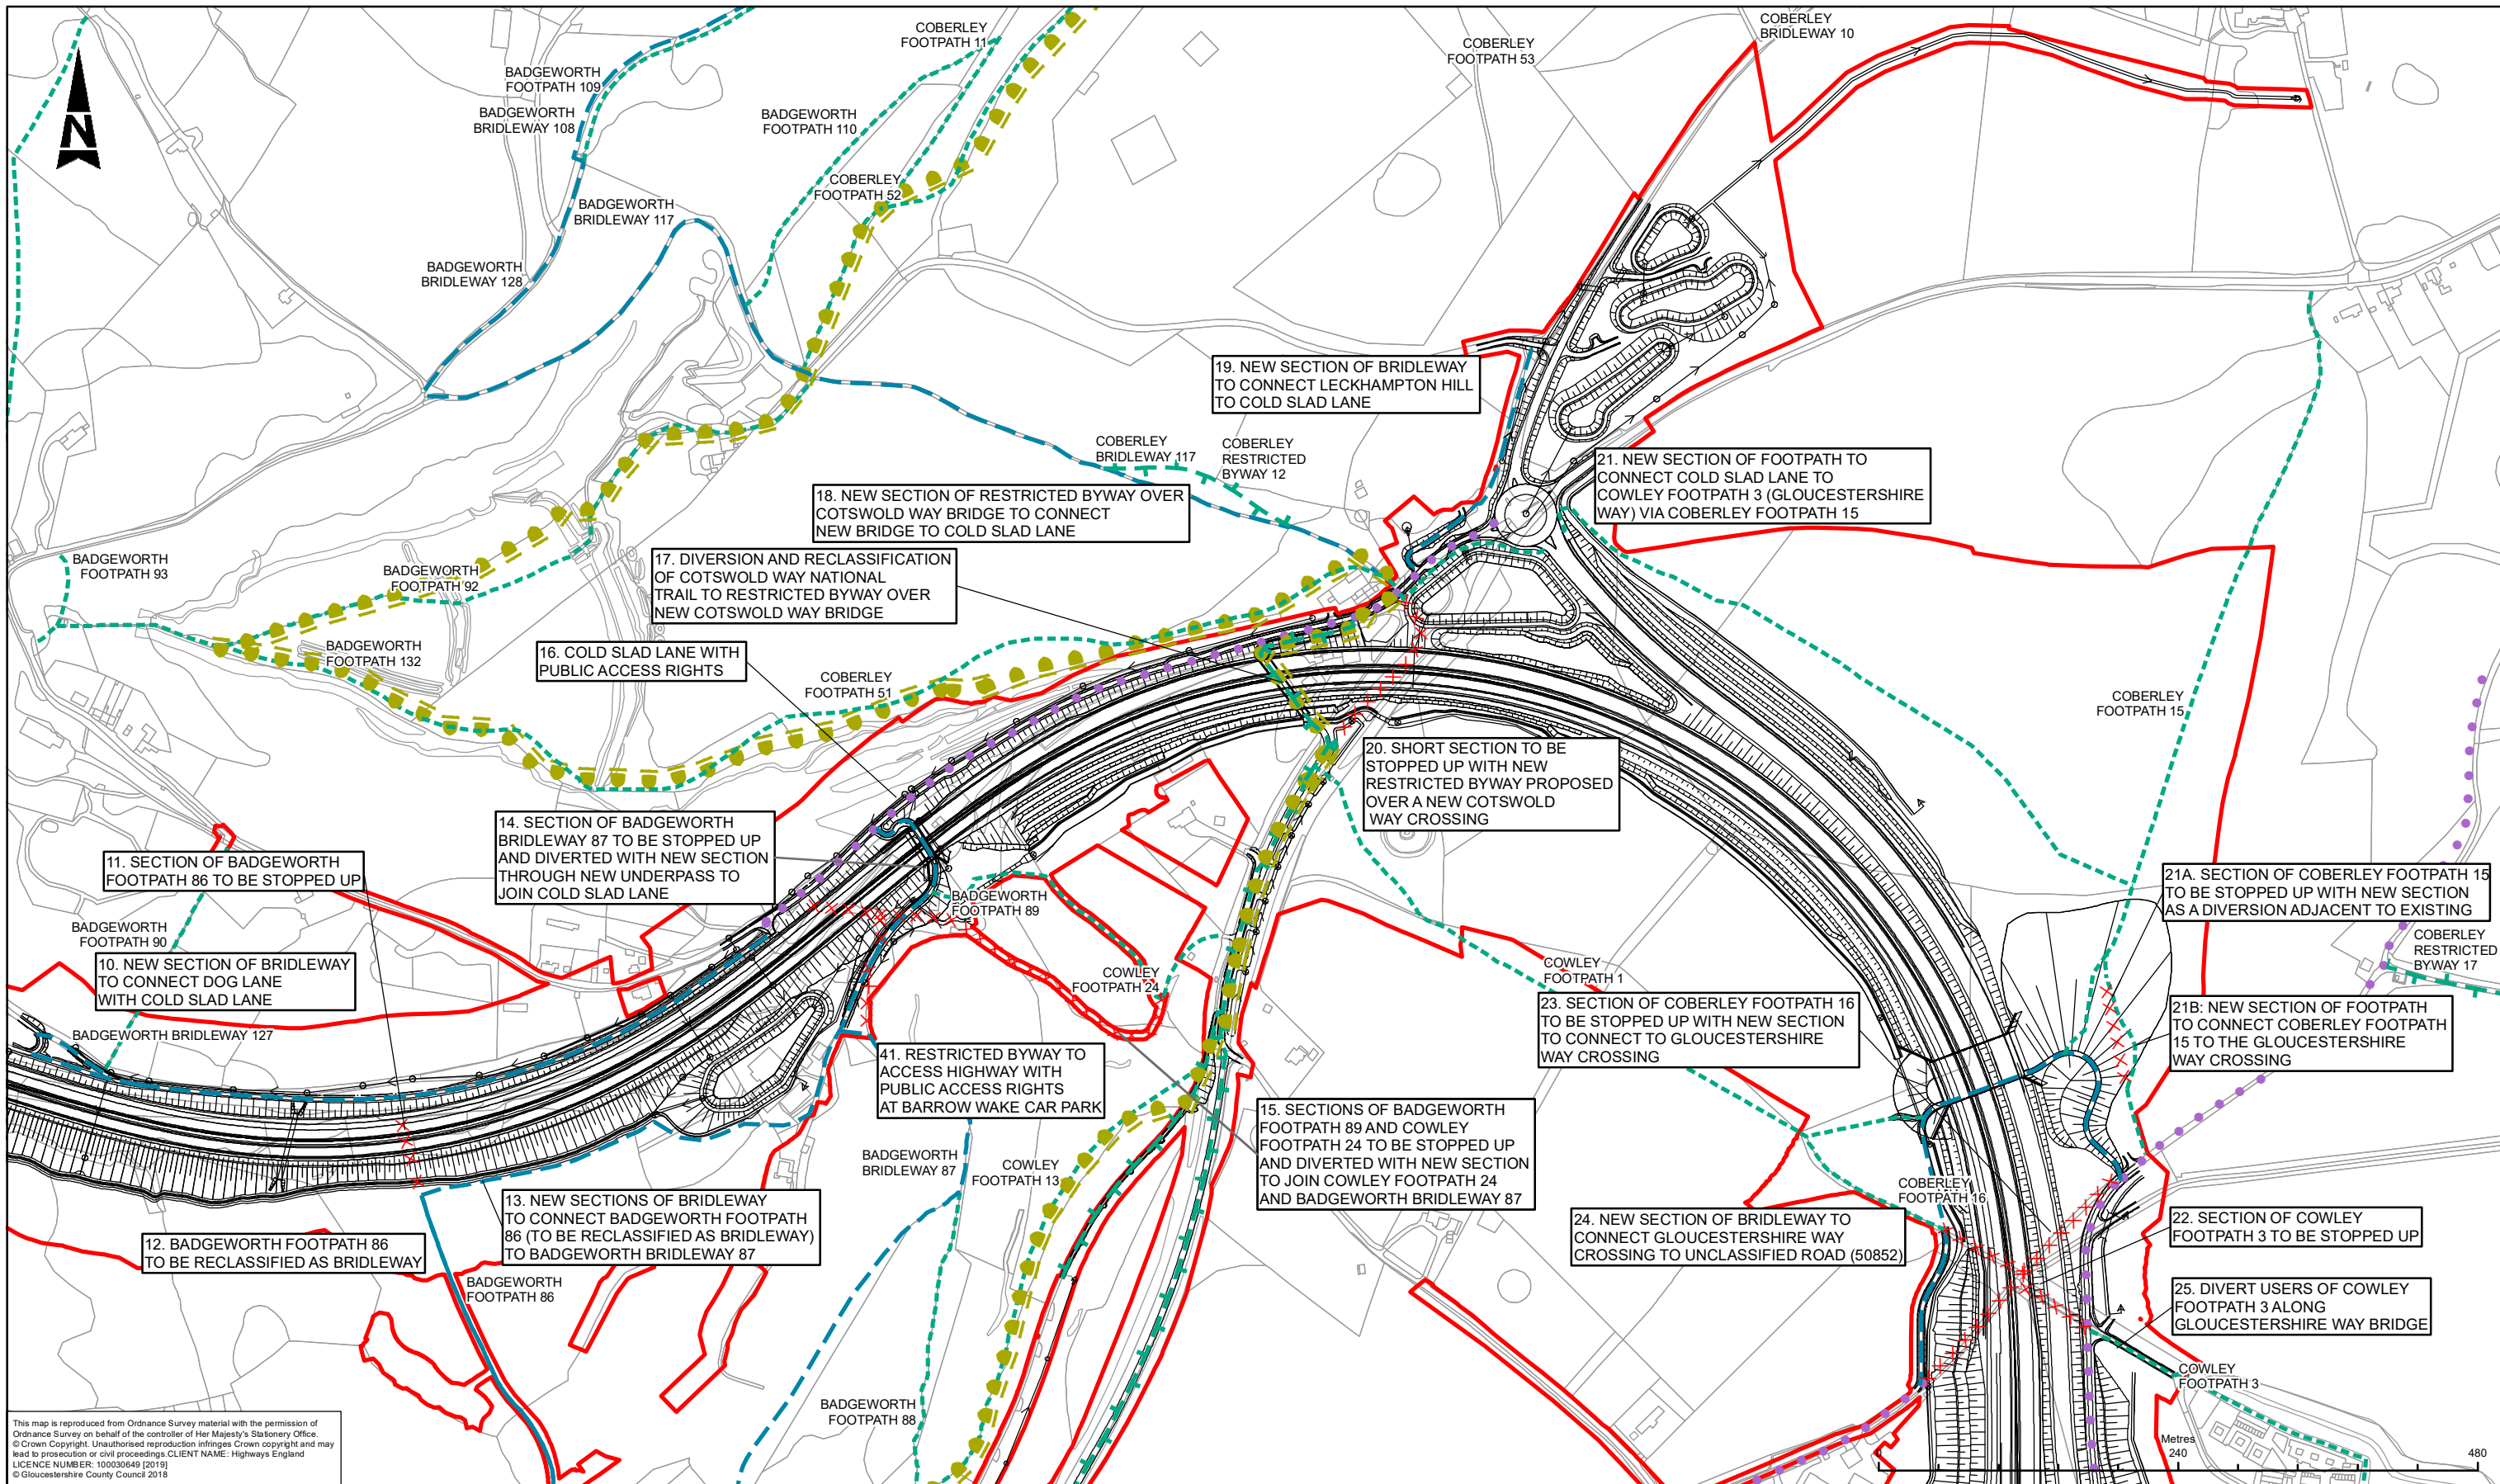 COBERLEY
FOOTPATH 11
COBERLEY
FOOTPATH 53
COBERLEY
BRIDLEWAY 10
N
BADGEWORTH
FOOTPATH 109
BADGEWORTH
BRIDLEWAY 108
BADGEWORTH
FOOTPATH 110
COBERLEY
FOOTPATH 52
BADGEWORTH
BRIDLEWAY 117
BADGEWORTH
BRIDLEWAY 128
19. NEW SECTION OF BRIDLEWAY
TO CONNECT LECKHAMPTON HILL
TO COLD SLAD LANE
COBERLEY
BRIDLEWAY 117
COBERLEY
RESTRICTED
BYWAY 12
21. NEW SECTION OF FOOTPATH TO
CONNECT COLD SLAD LANE TO
COWLEY FOOTPATH 3 (GLOUCESTERSHIRE
WAY) VIA COBERLEY FOOTPATH 15
18. NEW SECTION OF RESTRICTED BYWAY OVER
COTSWOLD WAY BRIDGE TO CONNECT
NEW BRIDGE TO COLD SLAD LANE
17. DIVERSION AND RECLASSIFICATION
OF COTSWOLD WAY NATIONAL
TRAIL TO RESTRICTED BYWAY OVER
NEW COTSWOLD WAY BRIDGE
BADGEWORTH
FOOTPATH 93
BADGEWORTH
FOOTPATH 92
BADGEWORTH
FOOTPATH 132
16. COLD SLAD LANE WITH
PUBLIC ACCESS RIGHTS
COBERLEY
FOOTPATH 51
COBERLEY
FOOTPATH 15
20. SHORT SECTION TO BE
STOPPED UP WITH NEW
RESTRICTED BYWAY PROPOSED
OVER A NEW COTSWOLD
WAY CROSSING
14. SECTION OF BADGEWORTH
BRIDLEWAY 87 TO BE STOPPED UP
AND DIVERTED WITH NEW SECTION
THROUGH NEW UNDERPASS TO
JOIN COLD SLAD LANE
11. SECTION OF BADGEWORTH
FOOTPATH 86 TO BE STOPPED UP
21A. SECTION OF COBERLEY FOOTPATH 15
TO BE STOPPED UP WITH NEW SECTION
AS A DIVERSION ADJACENT TO EXISTING
BADGEWORTH
FOOTPATH 89
BADGEWORTH
FOOTPATH 90
COBERLEY
RESTRICTED
BYWAY 17
10. NEW SECTION OF BRIDLEWAY
TO CONNECT DOG LANE
WITH COLD SLAD LANE
COWLEY
FOOTPATH 24
COWLEY
FOOTPATH 1
23. SECTION OF COBERLEY FOOTPATH 16
TO BE STOPPED UP WITH NEW SECTION
TO CONNECT TO GLOUCESTERSHIRE
WAY CROSSING
21B: NEW SECTION OF FOOTPATH
TO CONNECT COBERLEY FOOTPATH
15 TO THE GLOUCESTERSHIRE
WAY CROSSING
BADGEWORTH BRIDLEWAY 127
41. RESTRICTED BYWAY TO
ACCESS HIGHWAY WITH
PUBLIC ACCESS RIGHTS
AT BARROW WAKE CAR PARK
15. SECTIONS OF BADGEWORTH
FOOTPATH 89 AND COWLEY
FOOTPATH 24 TO BE STOPPED UP
AND DIVERTED WITH NEW SECTION
TO JOIN COWLEY FOOTPATH 24
AND BADGEWORTH BRIDLEWAY 87
BADGEWORTH
BRIDLEWAY 87
COWLEY
FOOTPATH 13
COBERLEY
FOOTPATH 16
13. NEW SECTIONS OF BRIDLEWAY
TO CONNECT BADGEWORTH FOOTPATH
86 (TO BE RECLASSIFIED AS BRIDLEWAY)
TO BADGEWORTH BRIDLEWAY 87
24. NEW SECTION OF BRIDLEWAY TO
CONNECT GLOUCESTERSHIRE WAY
CROSSING TO UNCLASSIFIED ROAD (50852)
22. SECTION OF COWLEY
FOOTPATH 3 TO BE STOPPED UP
12. BADGEWORTH FOOTPATH 86
TO BE RECLASSIFIED AS BRIDLEWAY
BADGEWORTH
FOOTPATH 86
25. DIVERT USERS OF COWLEY
FOOTPATH 3 ALONG
GLOUCESTERSHIRE WAY BRIDGE
COWLEY
FOOTPATH 3
BADGEWORTH
FOOTPATH 88
Metres
240
480
This map is reproduced from Ordnance Survey material with the permission of
Ordnance Survey on behalf of the controller of Her Majesty's Stationery Office.
© Crown Copyright. Unauthorised reproduction infringes Crown copyright and may
lead to prosecution or civil proceedings.CLIENT NAME: Highways England
LICENCE NUMBER: 100030649 [2019]
© Gloucestershire County Council 2018